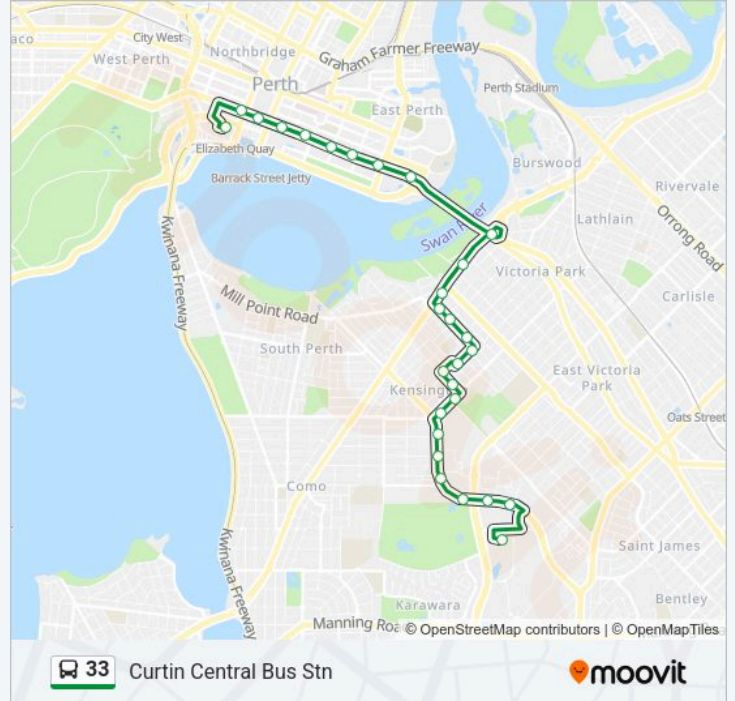 aco
City West
Northbridge
Graham Farmer Freeway
West Perth
Perth
Perth Stadium
East Perth
Elizabeth Quay
Burswood
Barrack Street Jetty
Rivervale
Swan River
Lathlain
Orrong Road
Kwinana Freeway
Victoria Park
Mill Point Road
Carlisle
South Perth
East Victoria
Park
Kensing
Oats Street
Como
Kwinana Freeway
Saint James
Bentley
Karawara
Manning Roa
© OpenStreetMap contributors | © OpenMapTiles
33 Curtin Central Bus Stn
moovit